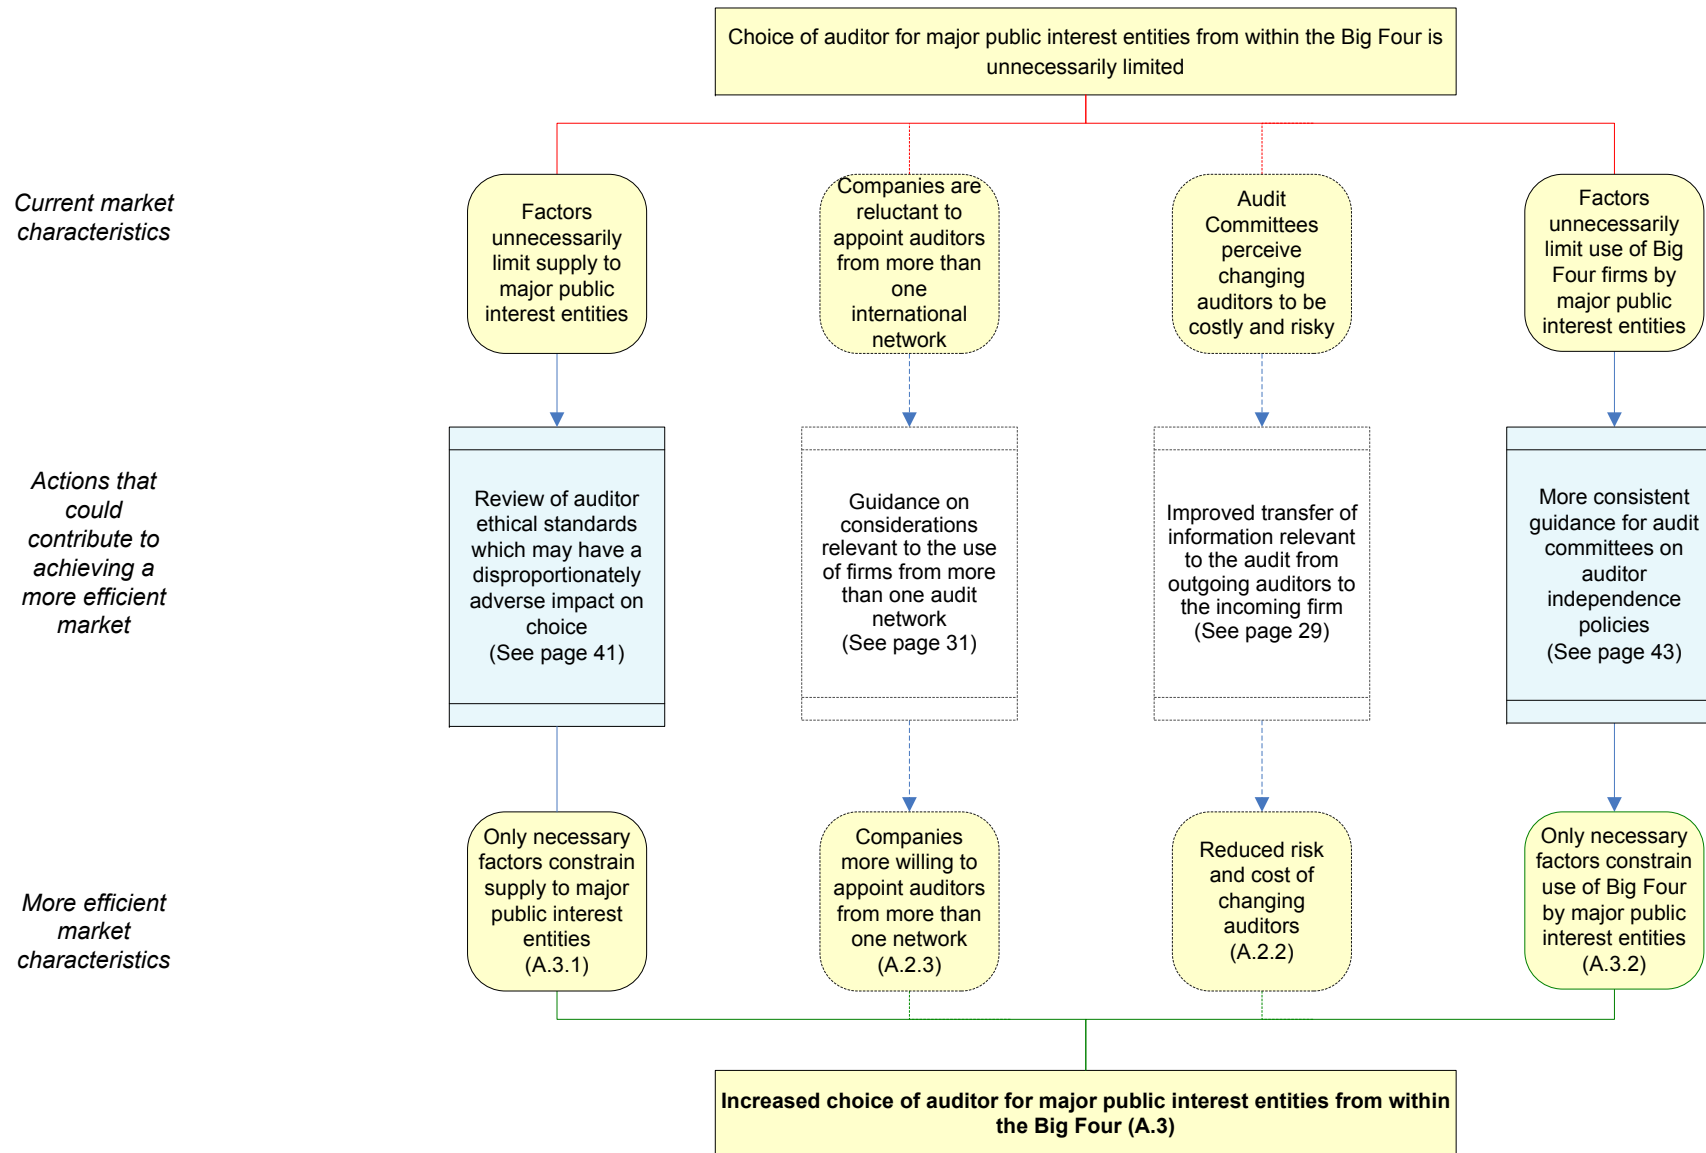 Choice of auditor for major public interest entities from within the Big Four is
unnecessarily limited
Current market
characteristics
Factors
unnecessarily
limit supply to
major public
interest entities
Companies are
reluctant to
appoint auditors
from more than
one
international
network
Audit
Committees
perceive
changing
auditors to be
costly and risky
Factors
unnecessarily
limit use of Big
Four firms by
major public
interest entities
Actions that
could
contribute to
achieving a
more efficient
market
Review of auditor
ethical standards
which may have a
disproportionately
adverse impact on
choice
(See page 41)
Guidance on
considerations
relevant to the use
of firms from more
than one audit
network
(See page 31)
Improved transfer of
information relevant
to the audit from
outgoing auditors to
the incoming firm
(See page 29)
More consistent
guidance for audit
committees on
auditor
independence
policies
(See page 43)
More efficient
market
characteristics
Only necessary
factors constrain
supply to major
public interest
entities
(A.3.1)
Companies
more willing to
appoint auditors
from more than
one network
(A.2.3)
Reduced risk
and cost of
changing
auditors
(A.2.2)
Only necessary
factors constrain
use of Big Four
by major public
interest entities
(A.3.2)
Increased choice of auditor for major public interest entities from within
the Big Four (A.3)